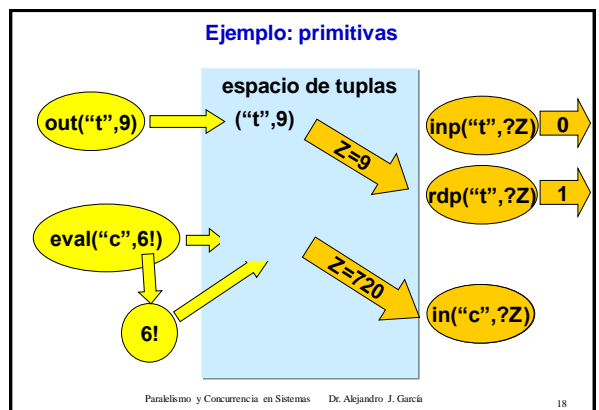 Ejemplo: primitivas
espacio de tuplas
out(“t”,9)
(“t”,9)
inp(“t”,?Z)
0
Z=9
rdp(“t”,?Z)
1
eval(“c”,6!)
Z=720
in(“c”,?Z)
6!
Paralelismo y Concurrencia en Sistemas Dr. Alejandro J. García
18